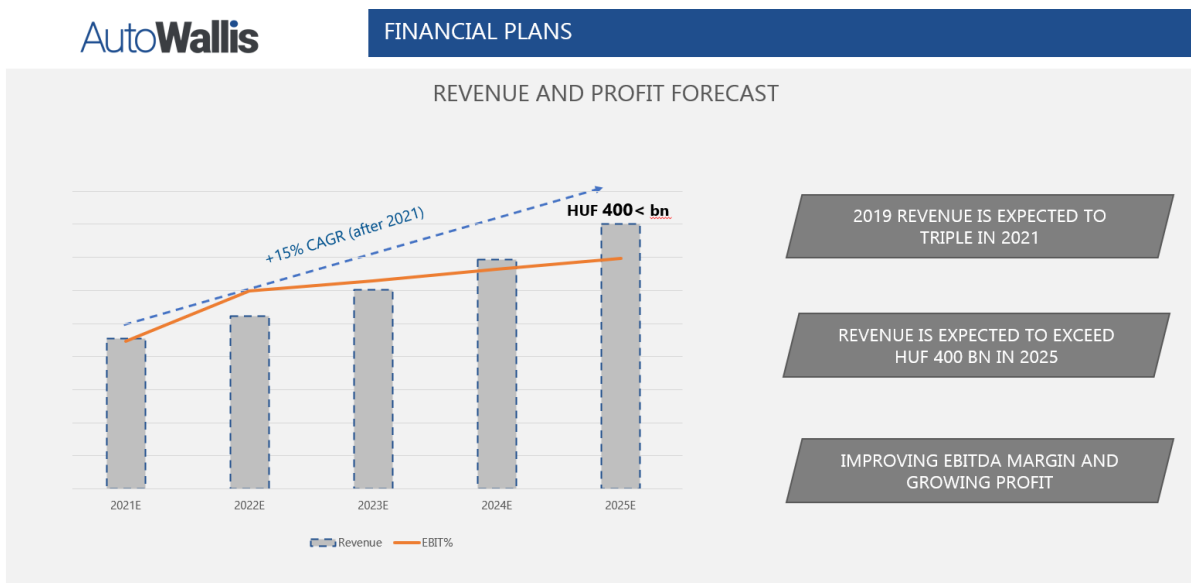 AutoWallis
FINANCIAL PLANS
REVENUE AND PROFIT FORECAST
+15% CAGR (after 2021)
HUF 400< bn
2021E
2022E
2023E
2024E
2025E
Revenue
EBIT%
2019 REVENUE IS EXPECTED TO
TRIPLE IN 2021
REVENUE IS EXPECTED TO EXCEED
HUF 400 BN IN 2025
IMPROVING EBITDA MARGIN AND
GROWING PROFIT